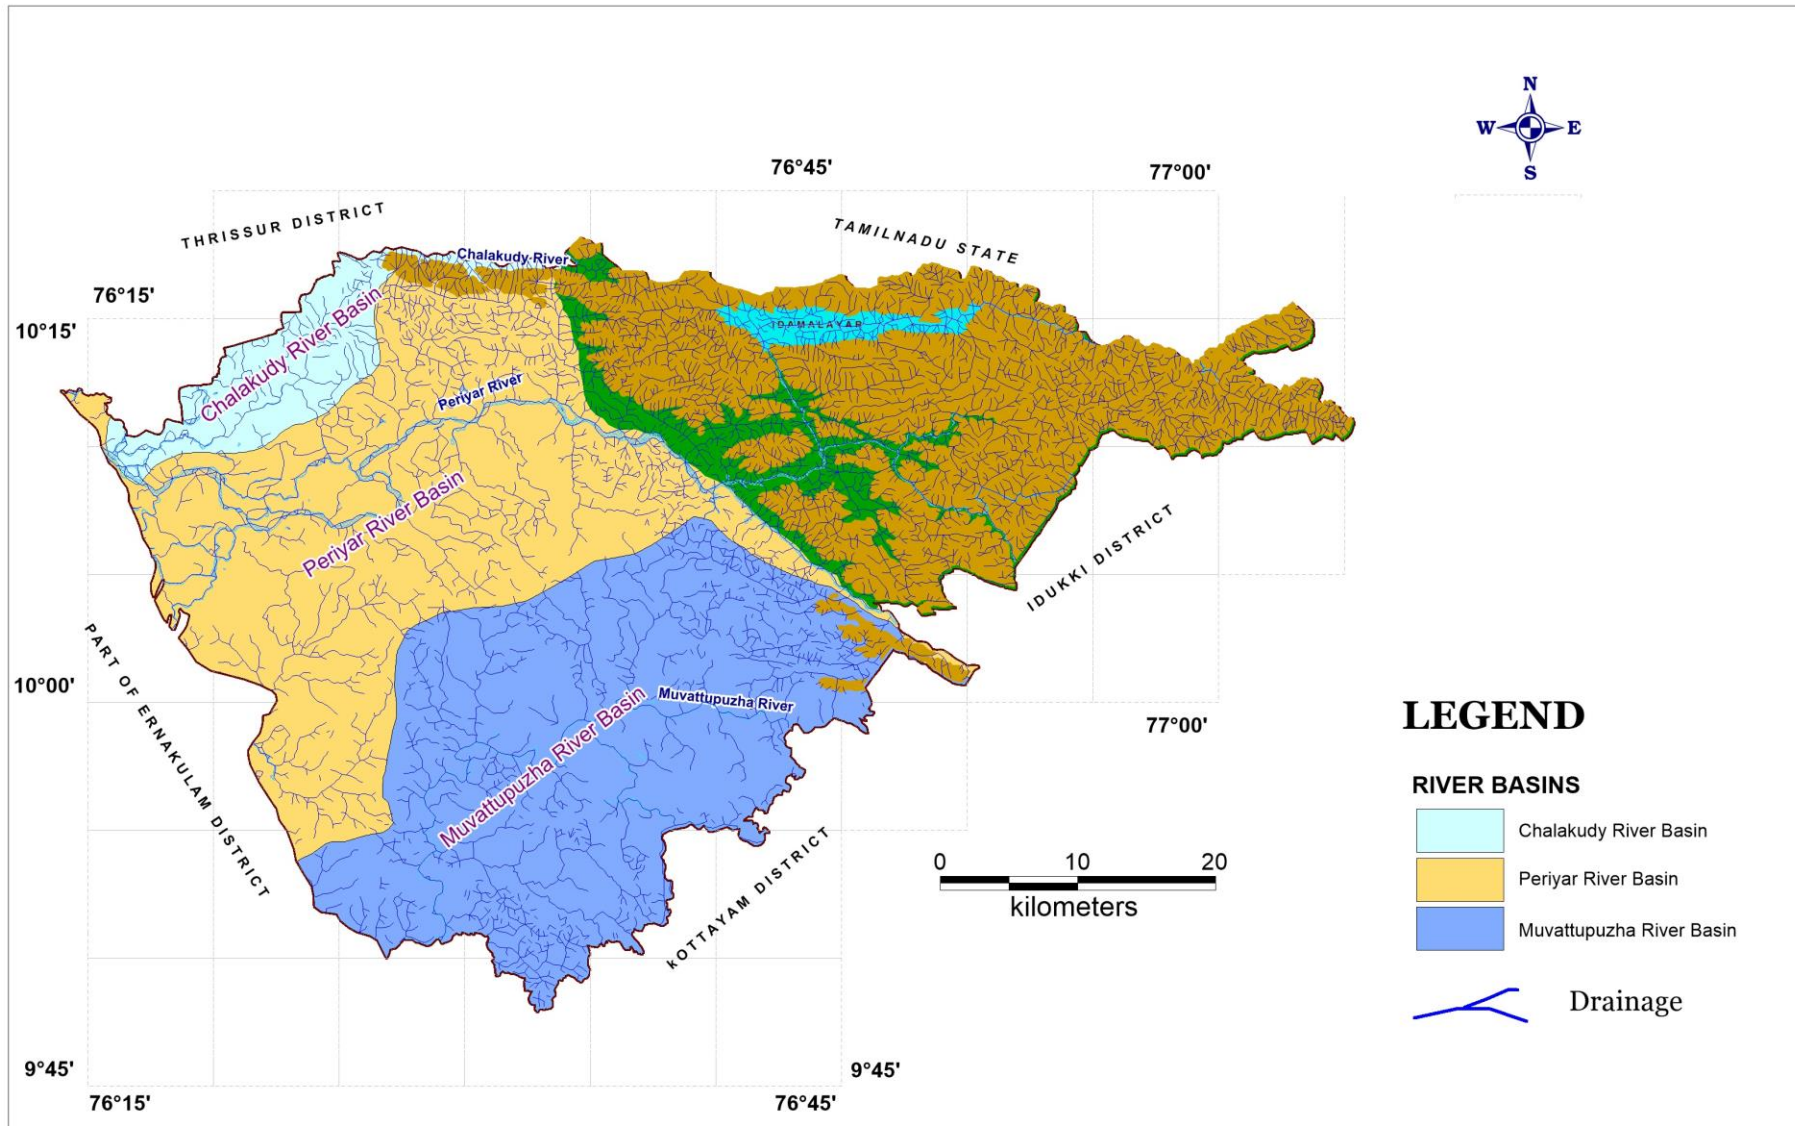 N
W E
S
76°45'
77°00'
THRISSUR DISTRICT
TAMILNADU STATE
Chalakudy River
76°15'
10°15'
IDAMALAYAR
Chalakudy River Basin
Periyar River
Periyar River Basin
IDUKKI DISTRICT
PART OF ERNAKULAM DISTRICT
10°00'
Muvattupuzha River
77°00'
Muvattupuzha River Basin
kOTTAYAM DISTRICT
LEGEND
RIVER BASINS
Chalakudy River Basin
Periyar River Basin
Muvattupuzha River Basin
Drainage
0 10 20
kilometers
9°45'
9°45'
76°15'
76°45'